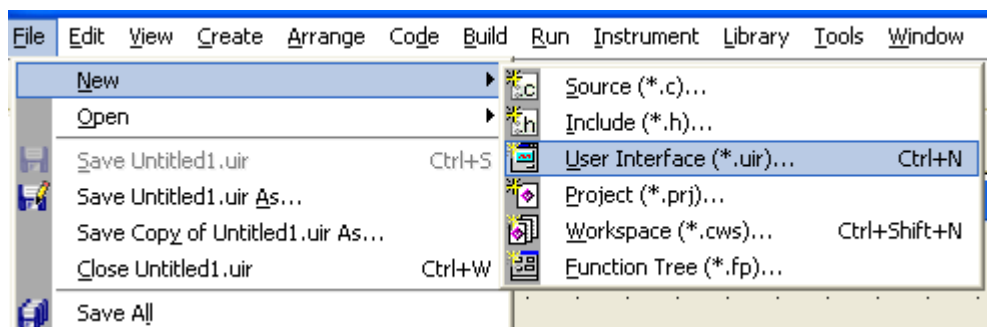 File Edit View Create Arrange Code Build Run Instrument Library Tools Window
New
Open
Save Untitled1.uir Ctrl+S
Save Untitled1.uir As...
Save Copy of Untitled1.uir As...
Close Untitled1.uir Ctrl+W
Save All
Source (*.c)...
Include (*.h)...
User Interface (*.uir)... Ctrl+N
Project (*.prj)...
Workspace (*.cws)... Ctrl+Shift+N
Function Tree (*.fp)...